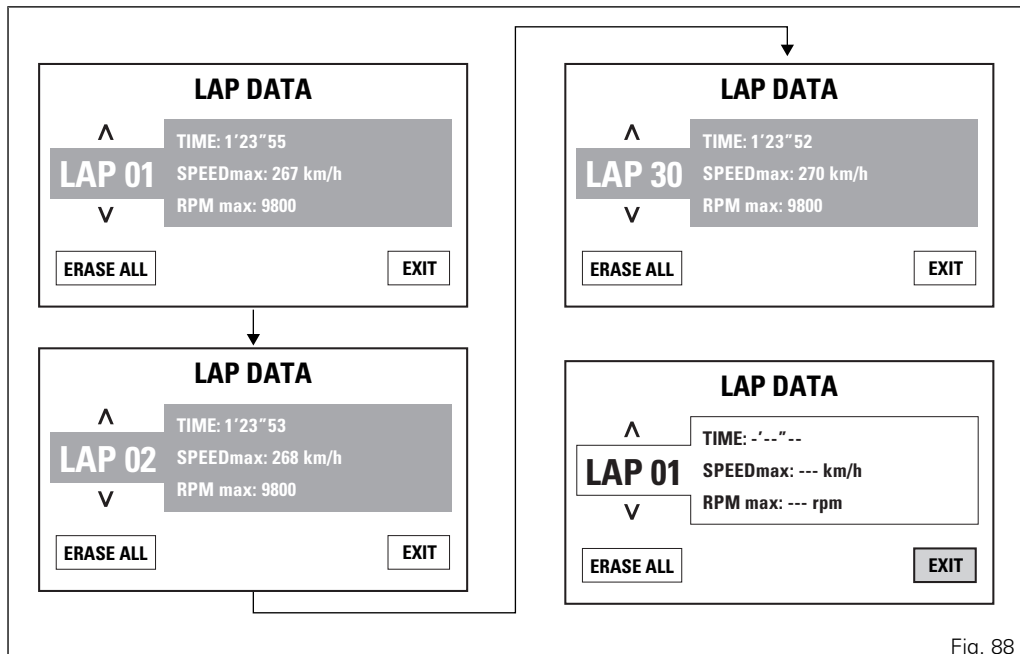 LAP DATA
∧
LAP 01
∨
TIME: 1'23"55
SPEEDmax: 267 km/h
RPM max: 9800
ERASE ALL
EXIT
LAP DATA
∧
LAP 02
∨
TIME: 1'23"53
SPEEDmax: 268 km/h
RPM max: 9800
ERASE ALL
EXIT
LAP DATA
∧
LAP 30
∨
TIME: 1'23"52
SPEEDmax: 270 km/h
RPM max: 9800
ERASE ALL
EXIT
LAP DATA
∧
LAP 01
∨
TIME: -'--"--
SPEEDmax: --- km/h
RPM max: --- rpm
ERASE ALL
EXIT
Fig. 88